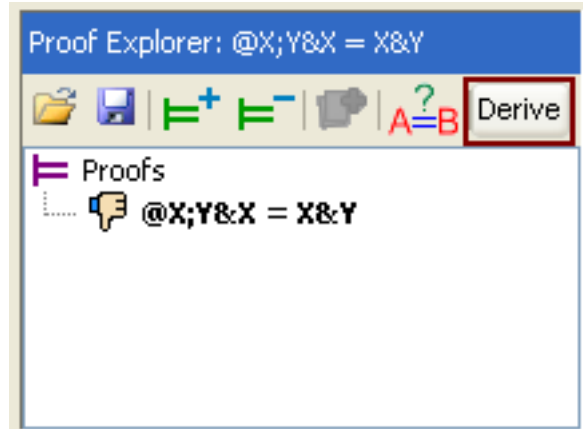 Proof Explorer: @X;Y&X = X&Y
A=B? Derive
Proofs
@X;Y&X = X&Y